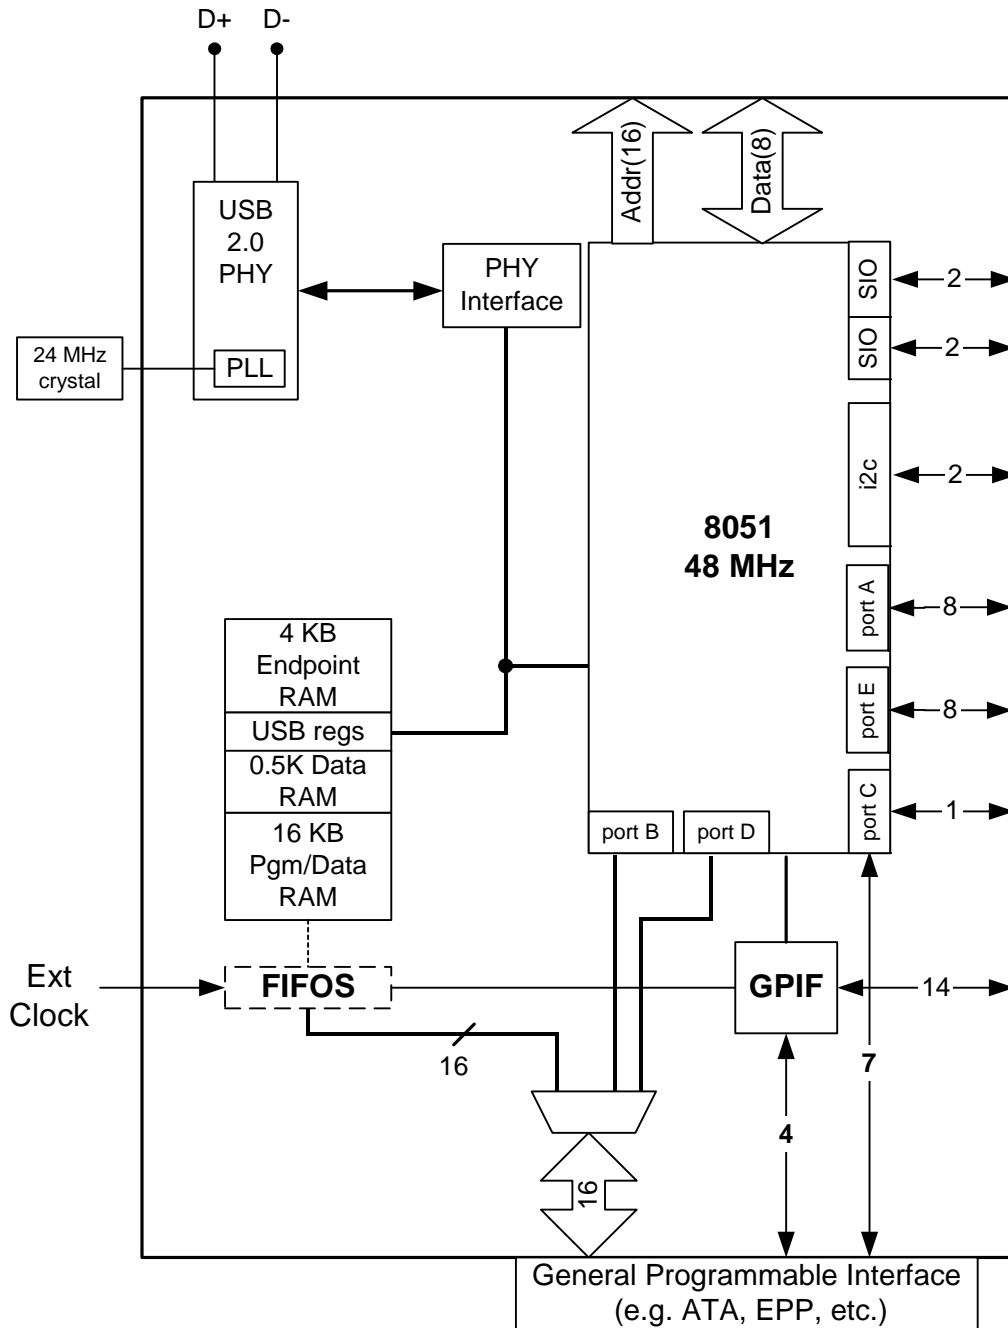 D+ D-
Addr(16)
Data(8)
USB
2.0
PHY
PLL
PHY
Interface
24 MHz
crystal
SIO
2
SIO
2
i2c
2
8051
48 MHz
port A
8
port E
8
port C
1
4 KB
Endpoint
RAM
USB regs
0.5K Data
RAM
16 KB
Pgm/Data
RAM
port B
port D
Ext
Clock
FIFOS
GPIF
14
16
7
4
16
General Programmable Interface
(e.g. ATA, EPP, etc.)